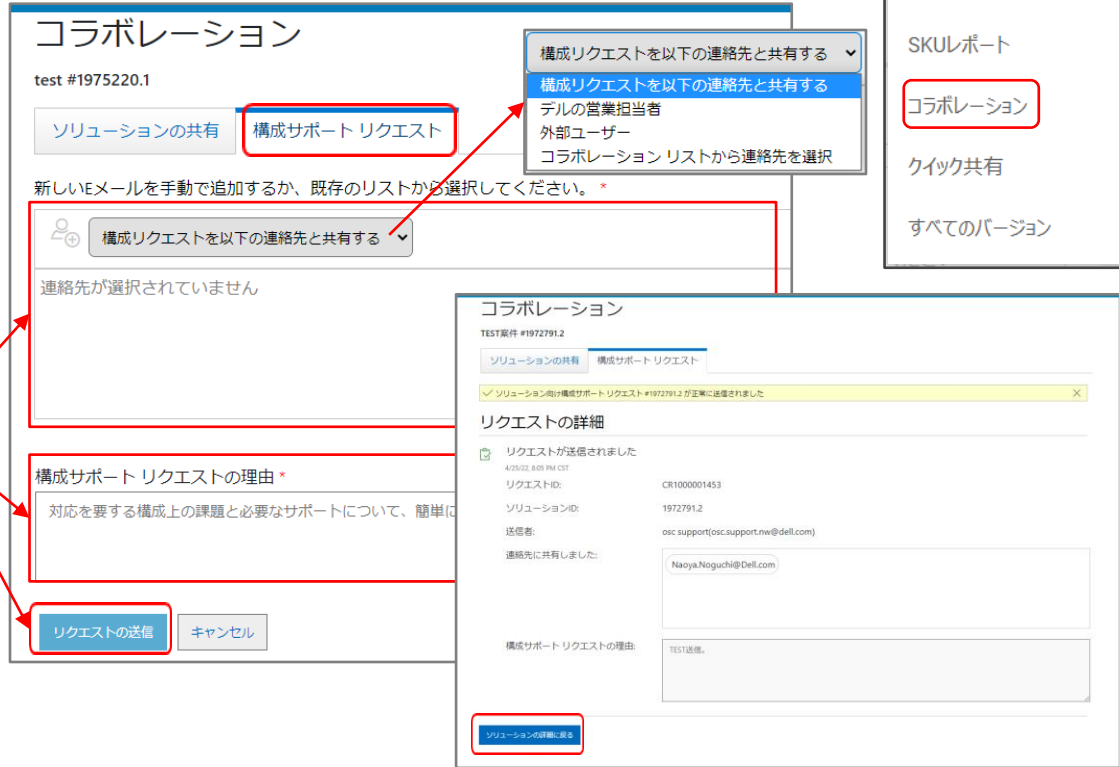 コラボレーション
test #1975220.1
ソリューションの共有
構成サポート リクエスト
新しいEメールを手動で追加するか、既存のリストから選択してください。 *
構成リクエストを以下の連絡先と共有する
連絡先が選択されていません
構成サポート リクエストの理由 *
対応を要する構成上の課題と必要なサポートについて、簡単に
リクエストの送信
キャンセル
構成リクエストを以下の連絡先と共有する
構成リクエストを以下の連絡先と共有する
デルの営業担当者
外部ユーザー
コラボレーション リストから連絡先を選択
SKUレポート
コラボレーション
クイック共有
すべてのバージョン
コラボレーション
TEST案件 #1972791.2
ソリューションの共有
構成サポート リクエスト
ソリューション向け構成サポート リクエスト #1972791.2 が正常に送信されました
リクエストの詳細
リクエストが送信されました
4/25/22, 8:05 PM CST
リクエストID: CR1000001453
ソリューションID: 1972791.2
送信者: osc support(osc.support.nw@dell.com)
連絡先に共有しました: Naoya.Noguchi@Dell.com
構成サポート リクエストの理由: TEST送信。
ソリューションの詳細に戻る